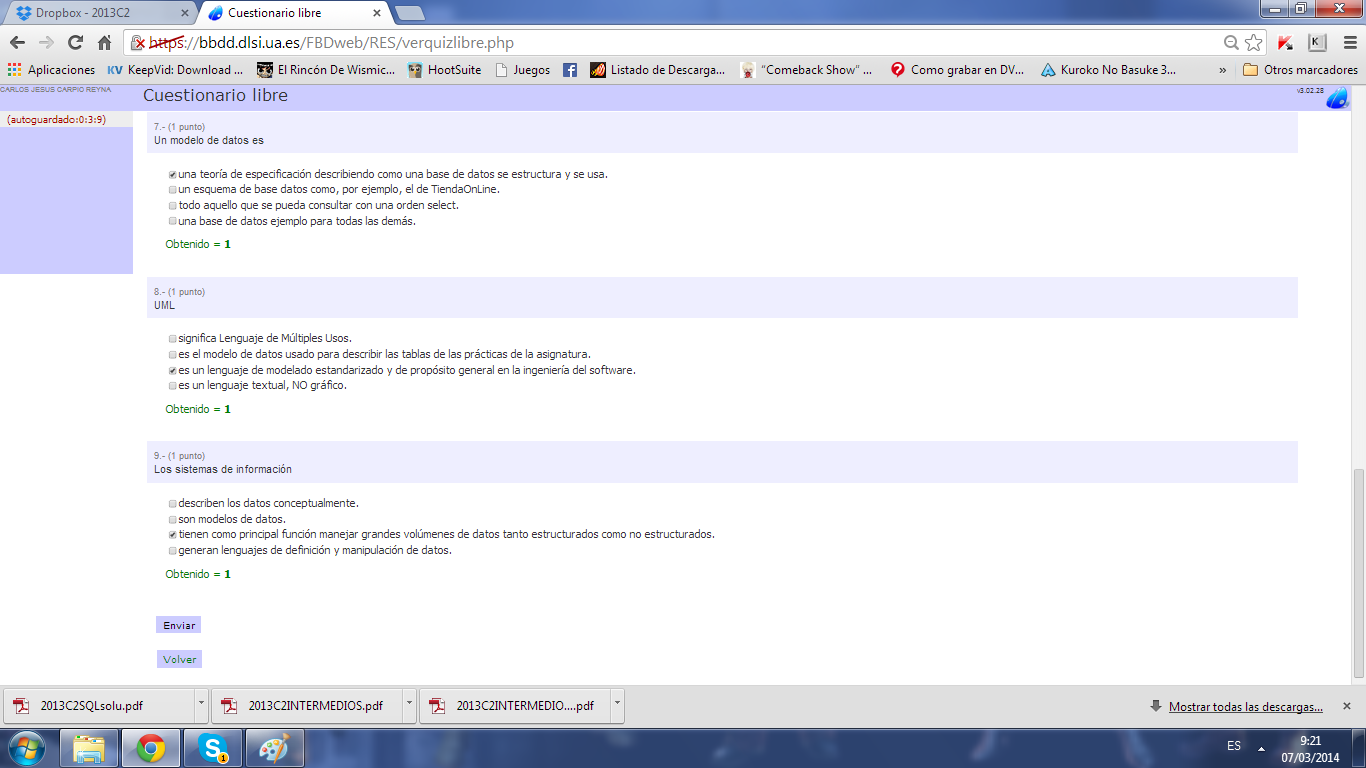 Dropbox - 2013C2
Cuestionario libre
https://bbdd.dlsi.ua.es/FBDweb/RES/verquizlibre.php
Aplicaciones
KeepVid: Download ...
El Rincón De Wismic...
HootSuite
Juegos
Listado de Descarga...
"Comeback Show" ...
Como grabar en DV...
Kuroko No Basuke 3...
»
Otros marcadores
CARLOS JESUS CARPIO REYNA
Cuestionario libre
v3.02.28
(autoguardado:0:3:9)
7.- (1 punto)
Un modelo de datos es
una teoría de especificación describiendo como una base de datos se estructura y se usa.
un esquema de base datos como, por ejemplo, el de TiendaOnLine.
todo aquello que se pueda consultar con una orden select.
una base de datos ejemplo para todas las demás.
Obtenido = 1
8.- (1 punto)
UML
significa Lenguaje de Múltiples Usos.
es el modelo de datos usado para describir las tablas de las prácticas de la asignatura.
es un lenguaje de modelado estandarizado y de propósito general en la ingeniería del software.
es un lenguaje textual, NO gráfico.
Obtenido = 1
9.- (1 punto)
Los sistemas de información
describen los datos conceptualmente.
son modelos de datos.
tienen como principal función manejar grandes volúmenes de datos tanto estructurados como no estructurados.
generan lenguajes de definición y manipulación de datos.
Obtenido = 1
Enviar
Volver
2013C2SQLsolu.pdf
2013C2INTERMEDIOS.pdf
2013C2INTERMEDIO....pdf
Mostrar todas las descargas...
ES
9:21
07/03/2014